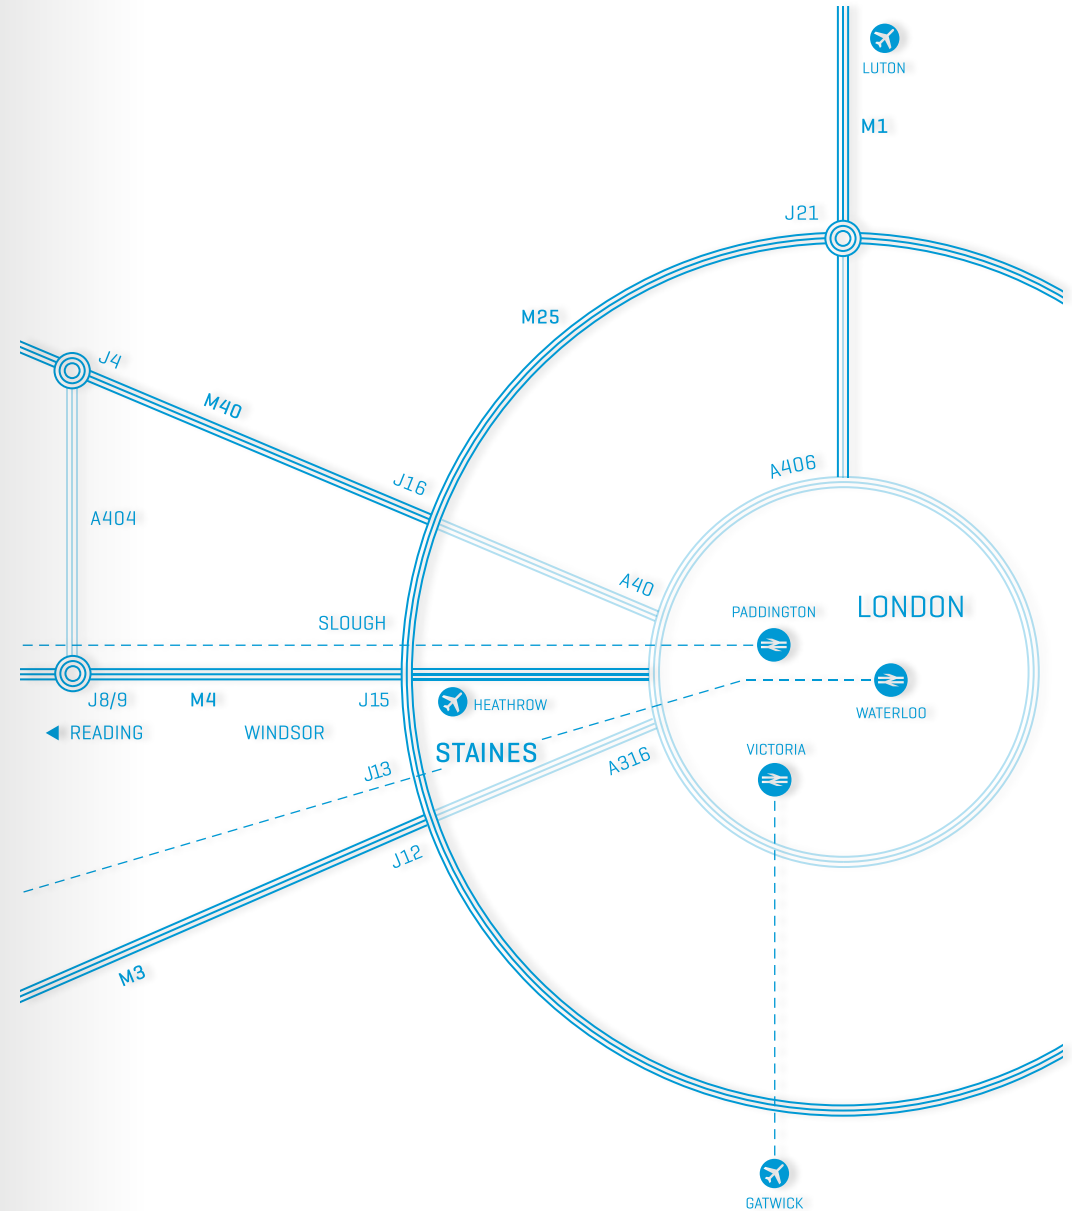 LUTON
M1
J21
M25
J4
M40
J16
A406
A404
A40
PADDINGTON
LONDON
SLOUGH
J8/9
M4
J15
HEATHROW
WATERLOO
READING
WINDSOR
STAINES
VICTORIA
A316
J13
J12
M3
GATWICK